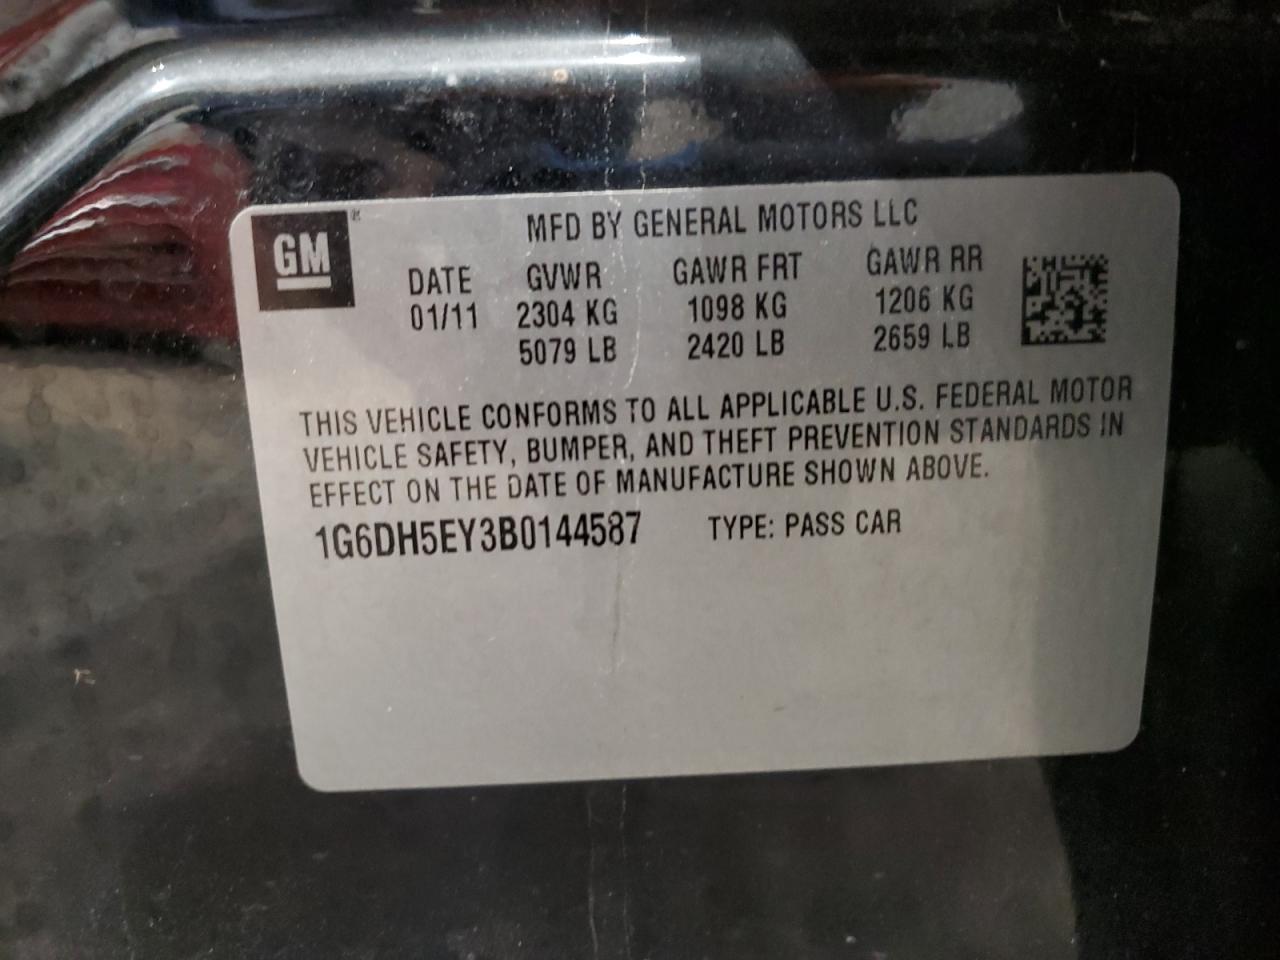 GM ®
MFD BY GENERAL MOTORS LLC
DATE GVWR GAWR FRT GAWR RR
01/11 2304 KG 1098 KG 1206 KG
5079 LB 2420 LB 2659 LB
THIS VEHICLE CONFORMS TO ALL APPLICABLE U.S. FEDERAL MOTOR
VEHICLE SAFETY, BUMPER, AND THEFT PREVENTION STANDARDS IN
EFFECT ON THE DATE OF MANUFACTURE SHOWN ABOVE.
1G6DH5EY3B0144587 TYPE: PASS CAR